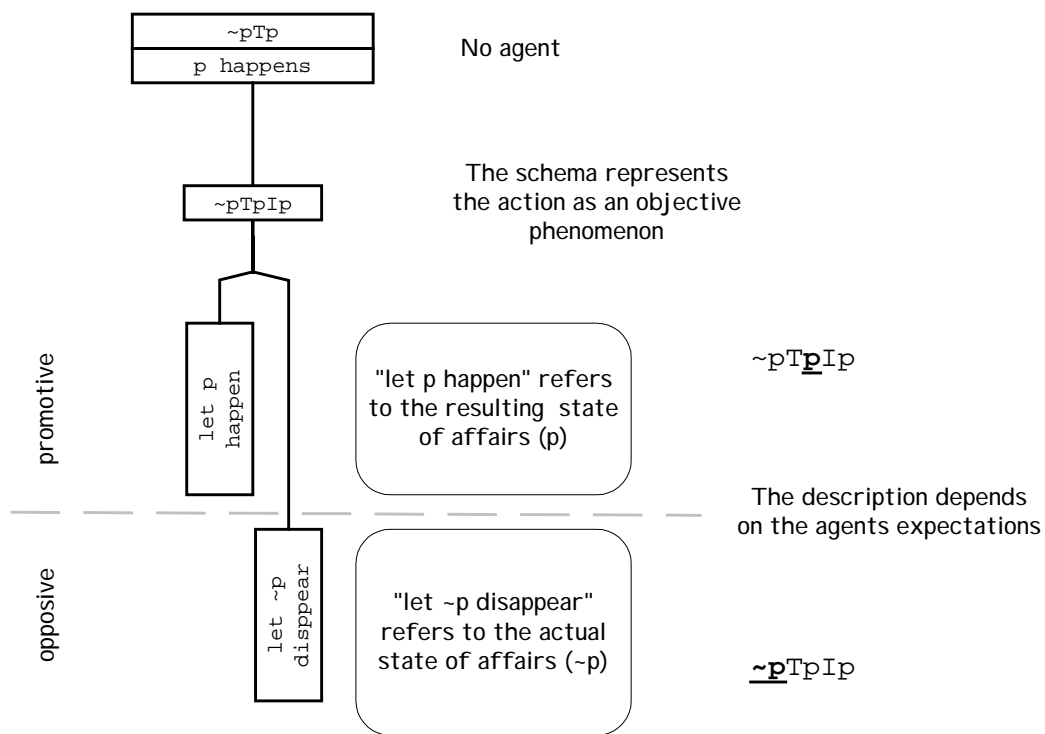 ~pTp
No agent
p happens
The schema represents
the action as an objective
phenomenon
~pTpIp
promotive
let p
happen
"let p happen" refers
to the resulting state
of affairs (p)
~pTpIp
The description depends
on the agents expectations
opposive
let ~p
disppear
"let ~p disappear"
refers to the actual
state of affairs (~p)
~pTpIp